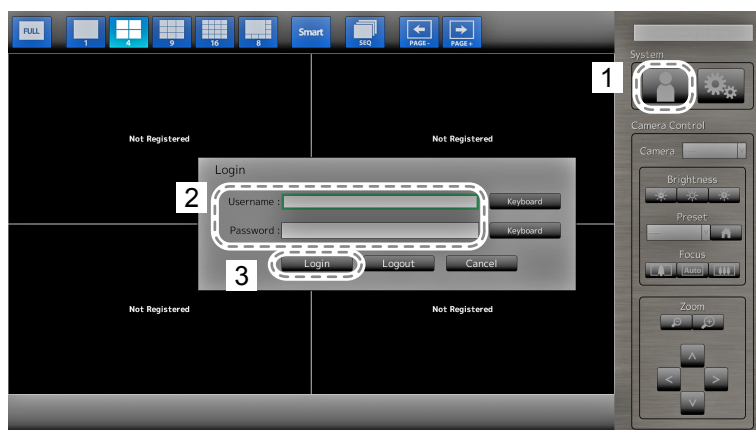 FULL
1
4
9
16
8
Smart
SEQ
PAGE-
PAGE+
System
1
Camera Control
Camera
Brightness
Preset
Focus
Auto
Zoom
Not Registered
Not Registered
Login
2
Username :
Keyboard
Password :
Keyboard
3
Login
Logout
Cancel
Not Registered
Not Registered